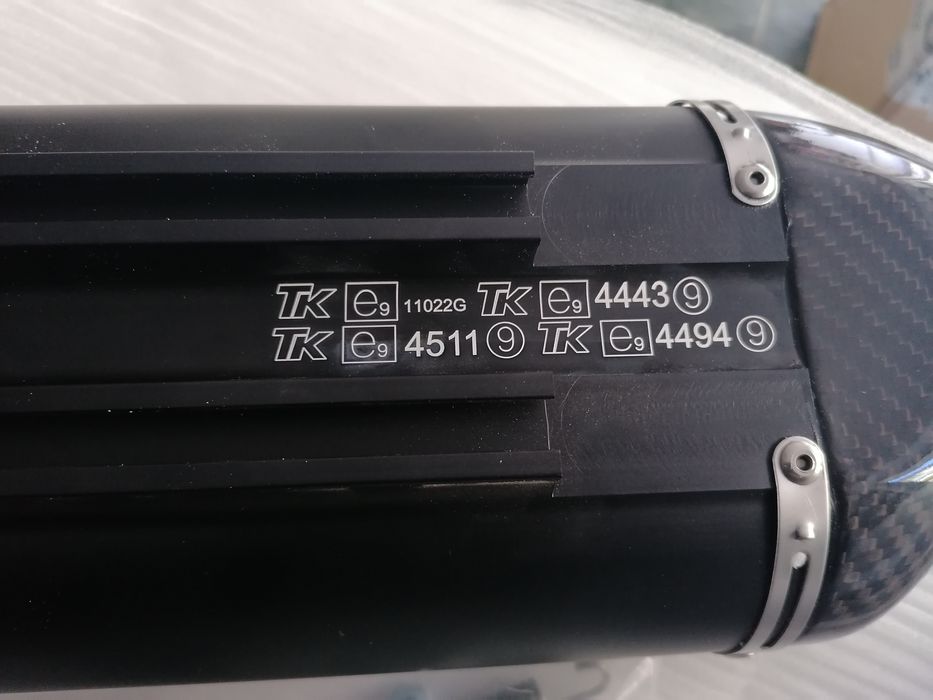 TK e9 11022G TK e9 4443 9
TK e9 4511 9 TK e9 4494 9